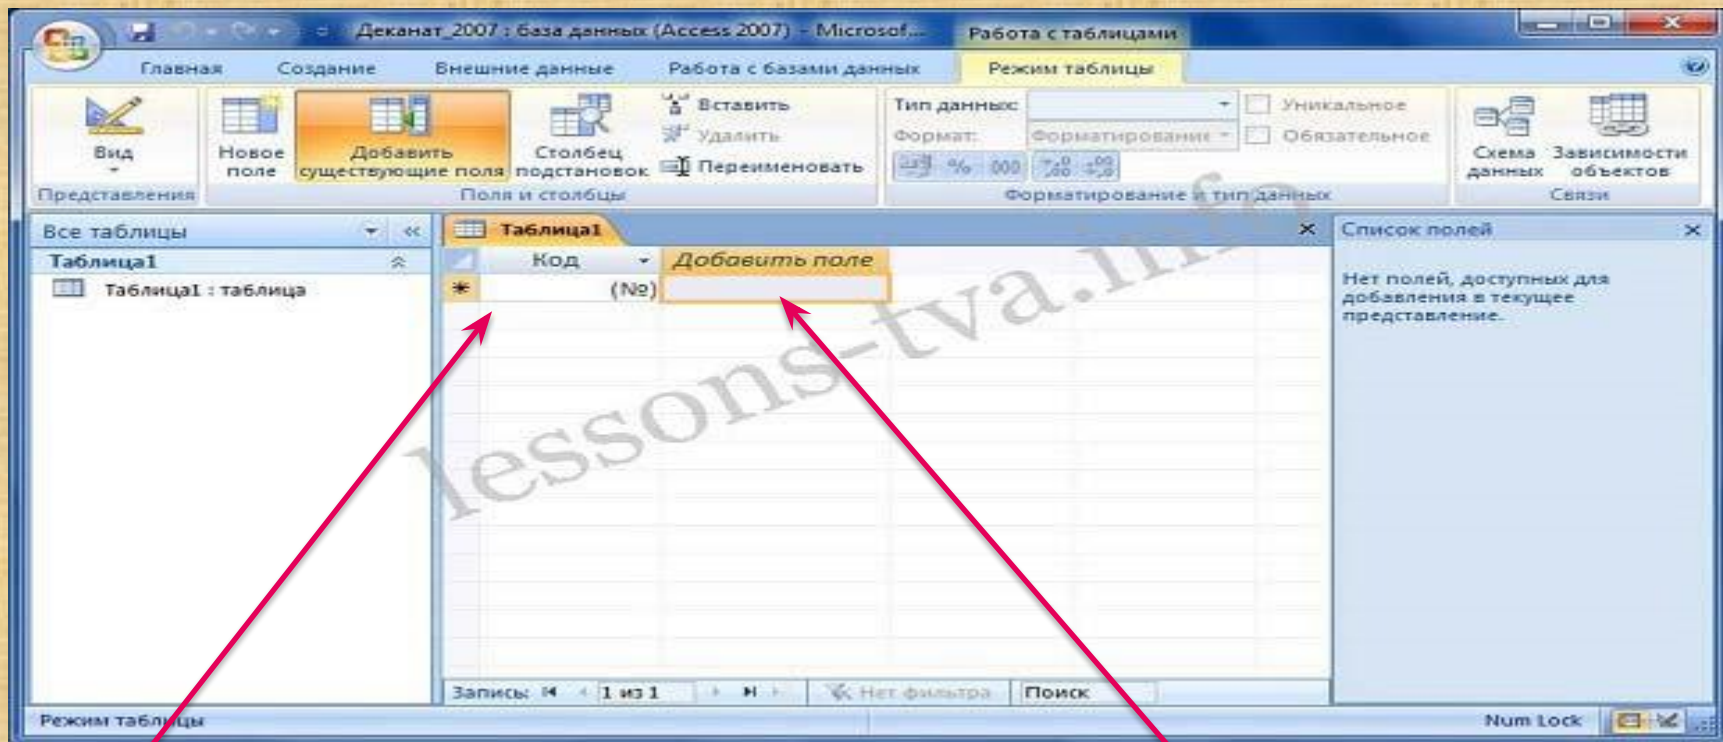 Деканат_2007 : база данных (Access 2007) - Microsof... Работа с таблицами
Главная Создание Внешние данные Работа с базами данных Режим таблицы
Вид
Новое поле
Добавить существующие поля
Столбец подстановок
Вставить
Удалить
Переименовать
Тип данных:
Формат: Форматирование
% 000
Уникальное
Обязательное
Схема данных
Зависимости объектов
Представления Поля и столбцы Форматирование и тип данных Связи
Все таблицы
Таблица1
Таблица1 : таблица
Таблица1
Код Добавить поле
(№)
Список полей
Нет полей, доступных для
добавления в текущее
представление.
lessons-tva.info
Запись: 1 из 1 Нет фильтра Поиск
Режим таблицы Num Lock